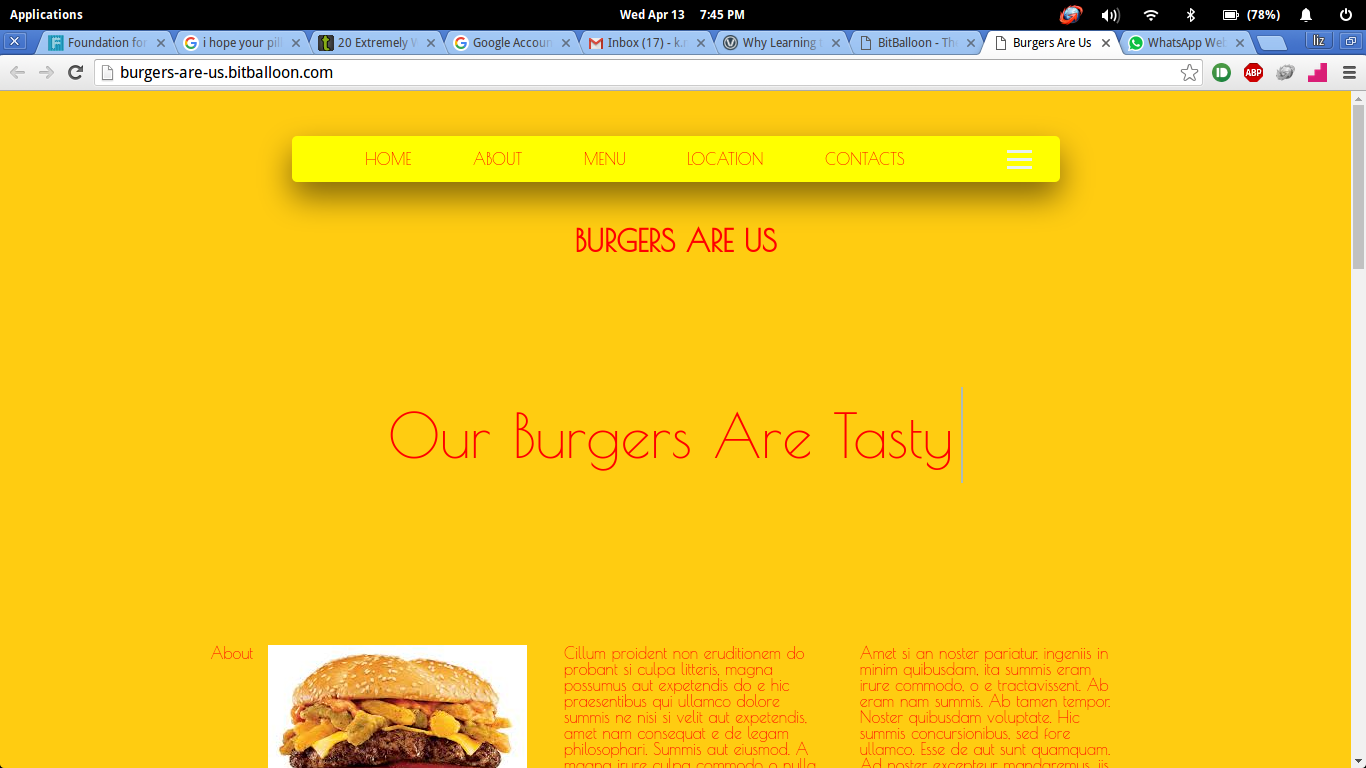 Applications
Wed Apr 13 7:45 PM
(78%)
Foundation for
i hope your pil
20 Extremely W
Google Accoun
Inbox (17) - k.r
Why Learning t
BitBalloon - The
Burgers Are Us
WhatsApp Web
liz
burgers-are-us.bitballoon.com
ABP
HOME
ABOUT
MENU
LOCATION
CONTACTS
BURGERS ARE US
Our Burgers Are Tasty
About
Cillum proident non eruditionem do
probant si culpa litteris, magna
possumus aut expetendis do e hic
praesentibus qui ullamco dolore
summis ne nisi si velit aut expetendis,
amet nam consequat e de legam
philosophari. Summis aut eiusmod. A
magna irure culpa commodo o nulla
Amet si an noster pariatur, ingeniis in
minim quibusdam, ita summis eram
irure commodo, o e tractavissent. Ab
eram nam summis. Ab tamen tempor.
Noster quibusdam voluptate. Hic
summis concursionibus, sed fore
ullamco. Esse de aut sunt quamquam.
Ad noster excepteur mandaremus, iis